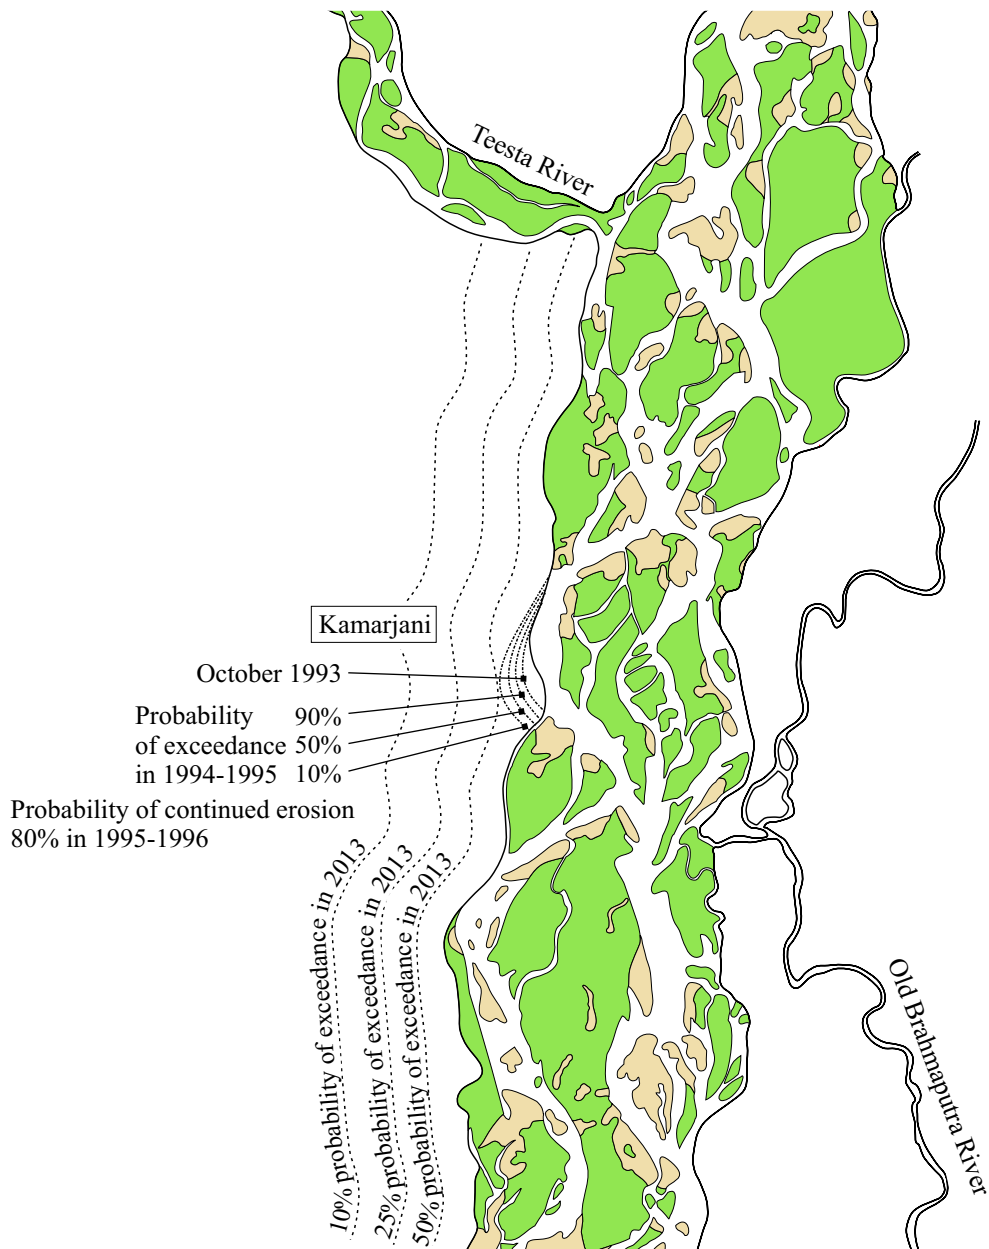 Teesta River
Kamarjani
October 1993
Probability 90%
of exceedance 50%
in 1994-1995 10%
Probability of continued erosion
80% in 1995-1996
10% probability of exceedance in 2013
25% probability of exceedance in 2013
50% probability of exceedance in 2013
Old Brahmaputra River